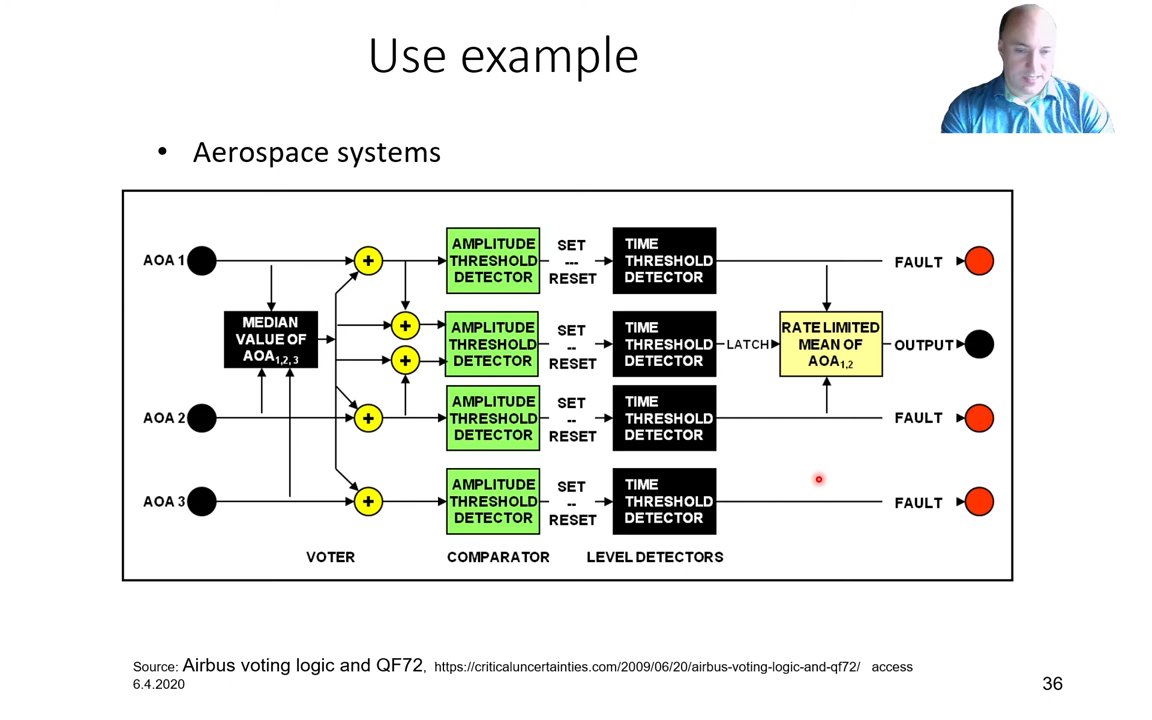 Use example
• Aerospace systems
AOA 1
AMPLITUDE
THRESHOLD
DETECTOR
SET
---
RESET
TIME
THRESHOLD
DETECTOR
FAULT
MEDIAN
VALUE OF
AOA1,2,3
AMPLITUDE
THRESHOLD
DETECTOR
SET
--
RESET
TIME
THRESHOLD
DETECTOR
LATCH
RATE LIMITED
MEAN OF
AOA1,2
OUTPUT
AOA 2
AMPLITUDE
THRESHOLD
DETECTOR
SET
--
RESET
TIME
THRESHOLD
DETECTOR
FAULT
AOA 3
AMPLITUDE
THRESHOLD
DETECTOR
SET
--
RESET
TIME
THRESHOLD
DETECTOR
FAULT
VOTER
COMPARATOR
LEVEL DETECTORS
Source: Airbus voting logic and QF72, https://criticaluncertainties.com/2009/06/20/airbus-voting-logic-and-qf72/ access
6.4.2020
36